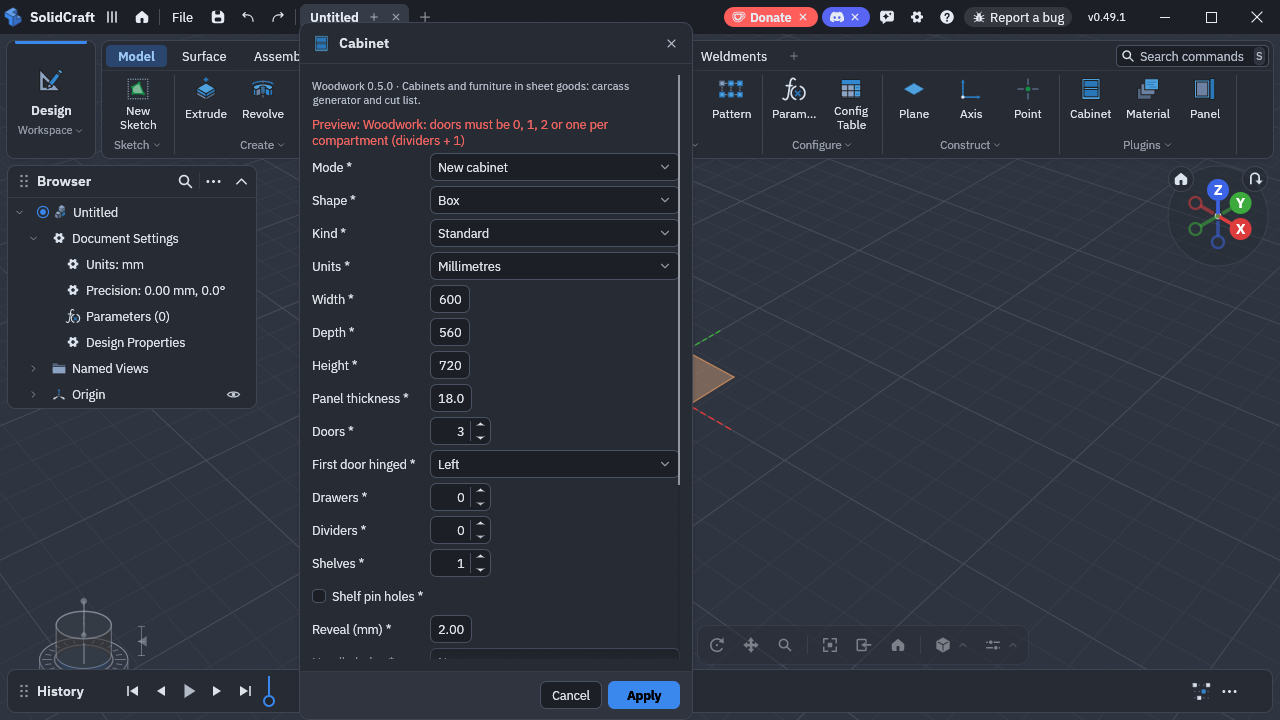 SolidCraft
File
Untitled
Donate
Report a bug
v0.49.1
Design
Workspace
Model
Surface
Assemb
Weldments
Search commands
S
New
Sketch
Extrude
Revolve
Sketch
Create
Pattern
Param...
Config
Table
Configure
Plane
Axis
Point
Construct
Cabinet
Material
Panel
Plugins
Browser
Untitled
Document Settings
Units: mm
Precision: 0.00 mm, 0.0°
Parameters (0)
Design Properties
Named Views
Origin
Cabinet
Woodwork 0.5.0 · Cabinets and furniture in sheet goods: carcass
generator and cut list.
Preview: Woodwork: doors must be 0, 1, 2 or one per
compartment (dividers + 1)
Mode * New cabinet
Shape * Box
Kind * Standard
Units * Millimetres
Width * 600
Depth * 560
Height * 720
Panel thickness * 18.0
Doors * 3
First door hinged * Left
Drawers * 0
Dividers * 0
Shelves * 1
Shelf pin holes *
Reveal (mm) * 2.00
Cancel
Apply
Z
Y
X
History